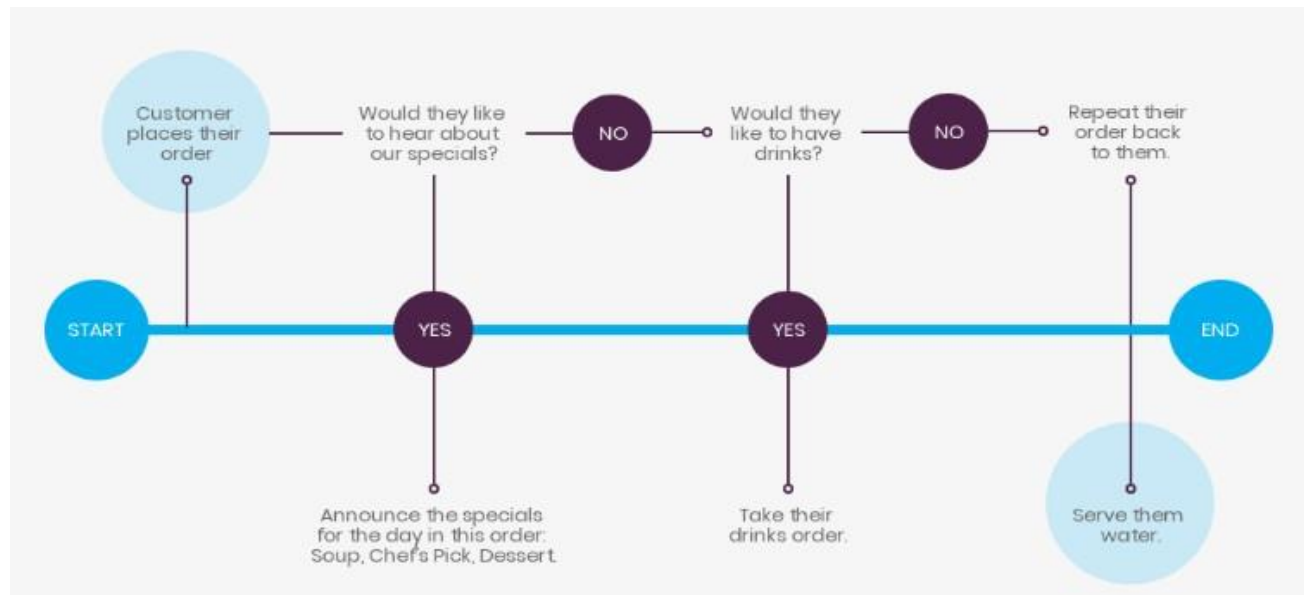 Customer
places their
order
Would they like
to hear about
our specials?
NO
Would they
like to have
drinks?
NO
Repeat their
order back
to them.
START
YES
YES
END
Announce the specials
for the day in this order:
Soup, Chef's Pick, Dessert.
Take their
drinks order.
Serve them
water.